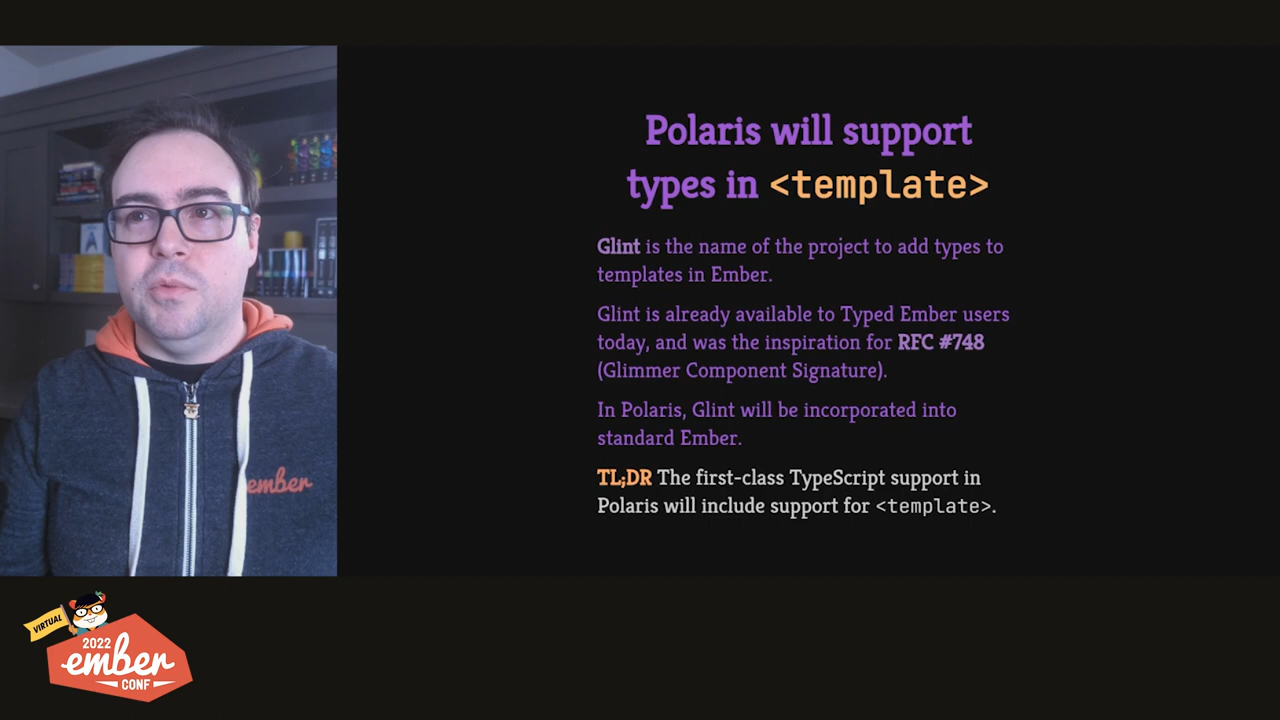 Polaris will support
types in <template>
Glint is the name of the project to add types to
templates in Ember.
Glint is already available to Typed Ember users
today, and was the inspiration for RFC #748
(Glimmer Component Signature).
In Polaris, Glint will be incorporated into
standard Ember.
TL;DR The first-class TypeScript support in
Polaris will include support for <template>.
ember
VIRTUAL
2022
ember
CONF